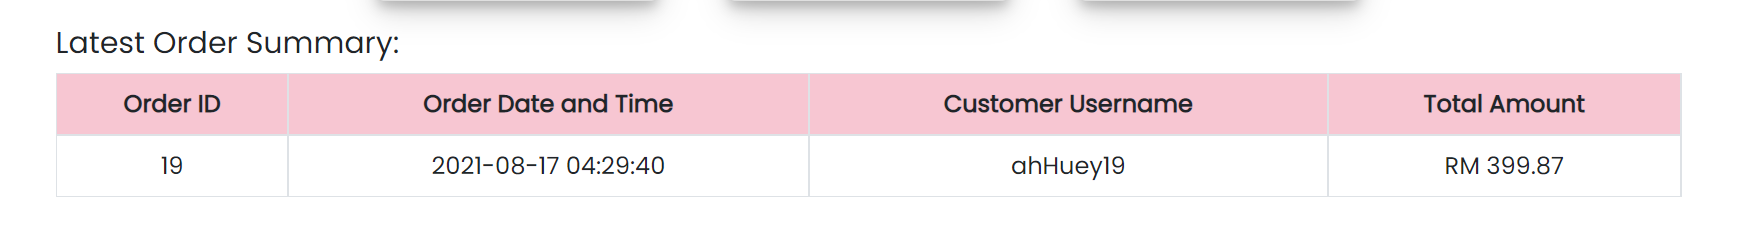 Latest Order Summary:
Order ID Order Date and Time Customer Username Total Amount
19 2021-08-17 04:29:40 ahHuey19 RM 399.87